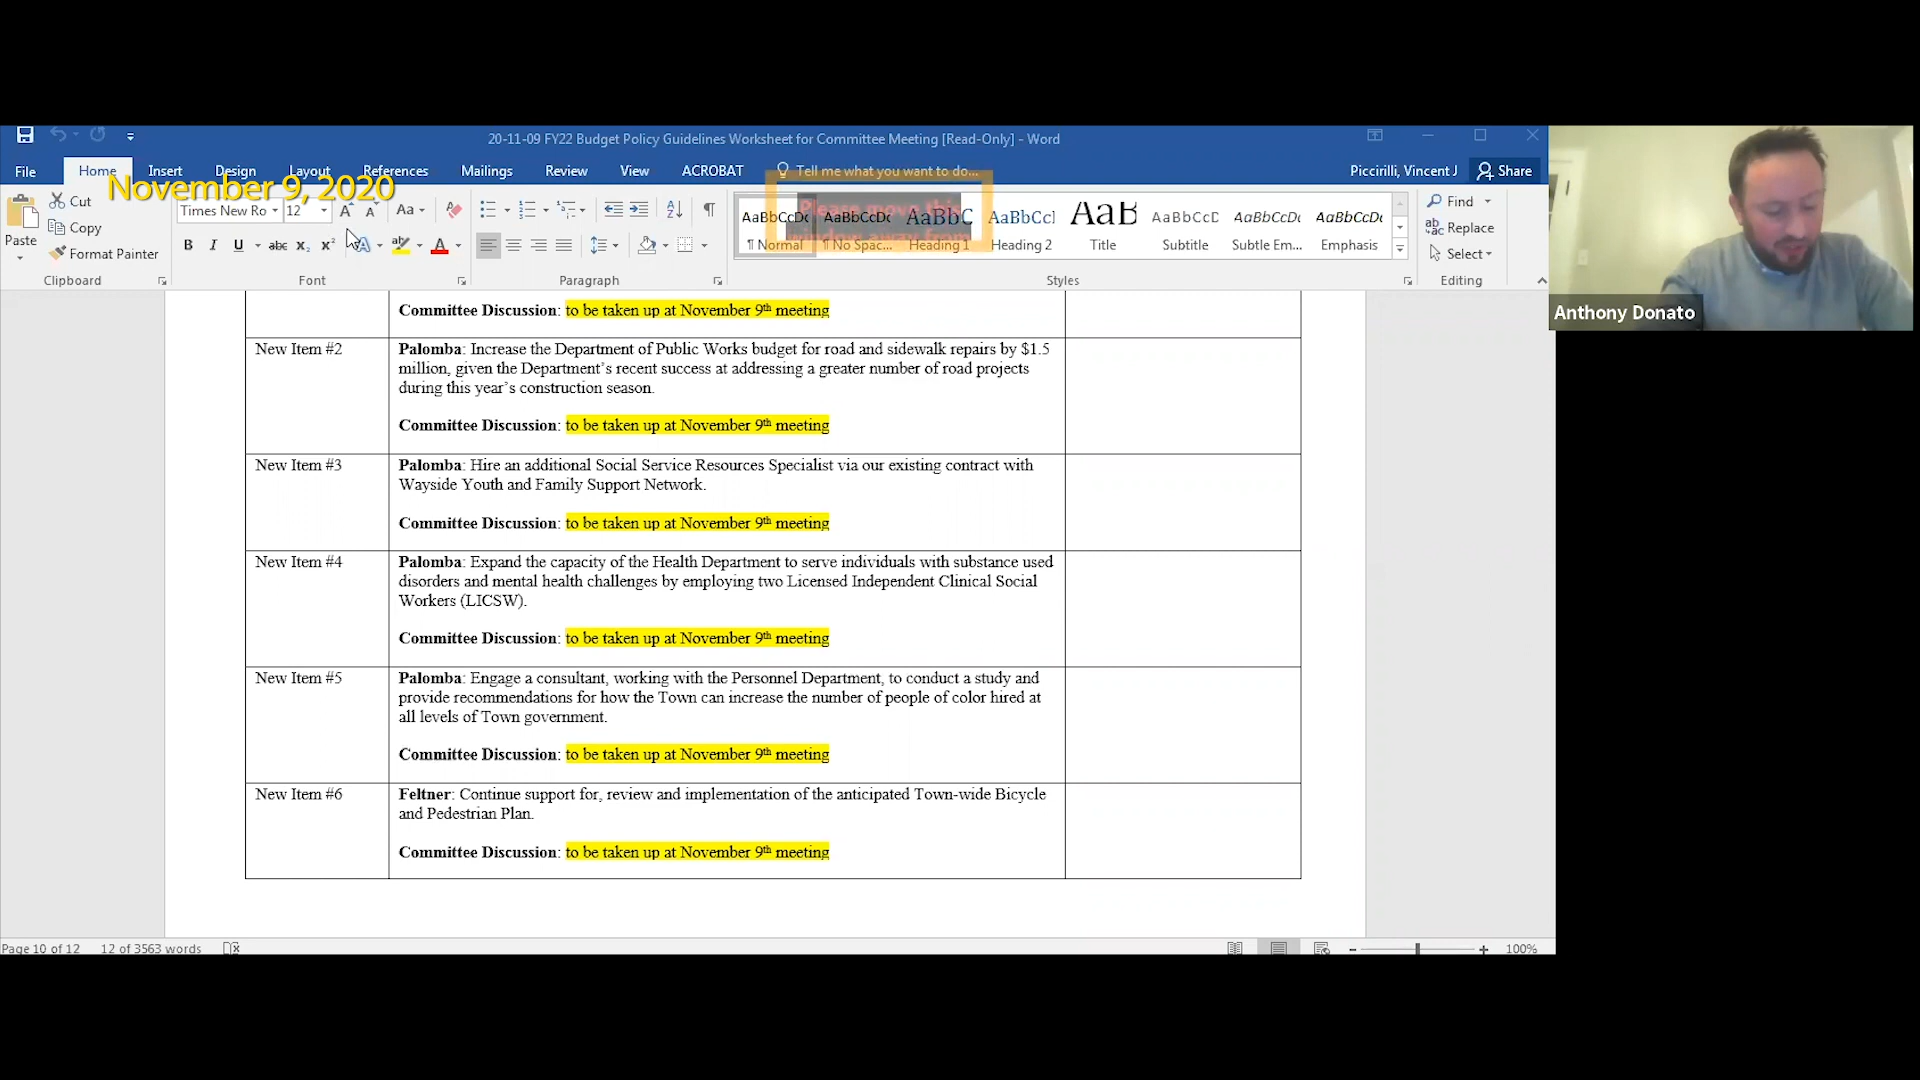 20-11-09 FY22 Budget Policy Guidelines Worksheet for Committee Meeting [Read-Only] - Word
File Home Insert Design Layout References Mailings Review View ACROBAT Tell me what you want to do... Piccirilli, Vincent J Share
November 9, 2020
Cut
Copy
Format Painter
Paste
Clipboard
Times New Ro 12
Font
Paragraph
AaBbCcDc AaBbCcDc AaBbC AaBbCcI AaB AaBbCcD AaBbCcDc AaBbCcDc
¶ Normal ¶ No Spac... Heading 1 Heading 2 Title Subtitle Subtle Em... Emphasis
Please move this
window away from
Styles
Find
Replace
Select
Editing
Anthony Donato
Committee Discussion: to be taken up at November 9th meeting
New Item #2
Palomba: Increase the Department of Public Works budget for road and sidewalk repairs by $1.5
million, given the Department's recent success at addressing a greater number of road projects
during this year's construction season.
Committee Discussion: to be taken up at November 9th meeting
New Item #3
Palomba: Hire an additional Social Service Resources Specialist via our existing contract with
Wayside Youth and Family Support Network.
Committee Discussion: to be taken up at November 9th meeting
New Item #4
Palomba: Expand the capacity of the Health Department to serve individuals with substance used
disorders and mental health challenges by employing two Licensed Independent Clinical Social
Workers (LICSW).
Committee Discussion: to be taken up at November 9th meeting
New Item #5
Palomba: Engage a consultant, working with the Personnel Department, to conduct a study and
provide recommendations for how the Town can increase the number of people of color hired at
all levels of Town government.
Committee Discussion: to be taken up at November 9th meeting
New Item #6
Feltner: Continue support for, review and implementation of the anticipated Town-wide Bicycle
and Pedestrian Plan.
Committee Discussion: to be taken up at November 9th meeting
Page 10 of 12 12 of 3563 words 100%